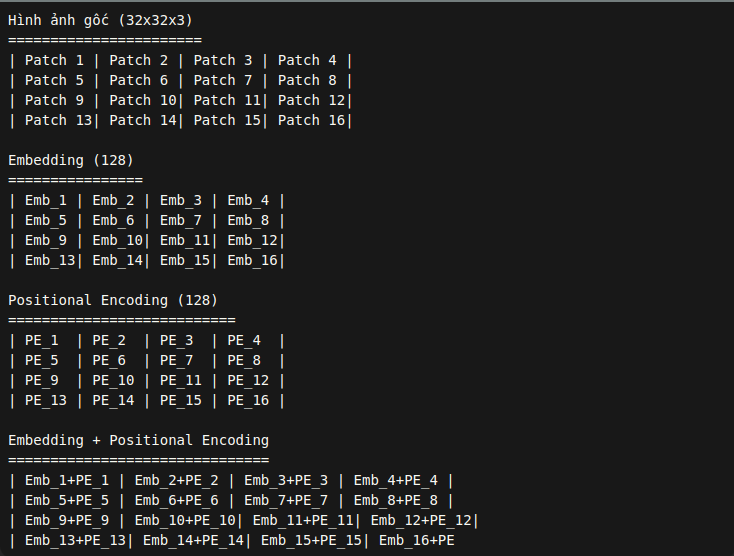 Hình ảnh gốc (32x32x3)
=======================
| Patch 1 | Patch 2 | Patch 3 | Patch 4 |
| Patch 5 | Patch 6 | Patch 7 | Patch 8 |
| Patch 9 | Patch 10| Patch 11| Patch 12|
| Patch 13| Patch 14| Patch 15| Patch 16|
Embedding (128)
================
| Emb_1 | Emb_2 | Emb_3 | Emb_4 |
| Emb_5 | Emb_6 | Emb_7 | Emb_8 |
| Emb_9 | Emb_10| Emb_11| Emb_12|
| Emb_13| Emb_14| Emb_15| Emb_16|
Positional Encoding (128)
===========================
| PE_1  | PE_2  | PE_3  | PE_4  |
| PE_5  | PE_6  | PE_7  | PE_8  |
| PE_9  | PE_10 | PE_11 | PE_12 |
| PE_13 | PE_14 | PE_15 | PE_16 |
Embedding + Positional Encoding
===============================
| Emb_1+PE_1 | Emb_2+PE_2 | Emb_3+PE_3 | Emb_4+PE_4 |
| Emb_5+PE_5 | Emb_6+PE_6 | Emb_7+PE_7 | Emb_8+PE_8 |
| Emb_9+PE_9 | Emb_10+PE_10| Emb_11+PE_11| Emb_12+PE_12|
| Emb_13+PE_13| Emb_14+PE_14| Emb_15+PE_15| Emb_16+PE